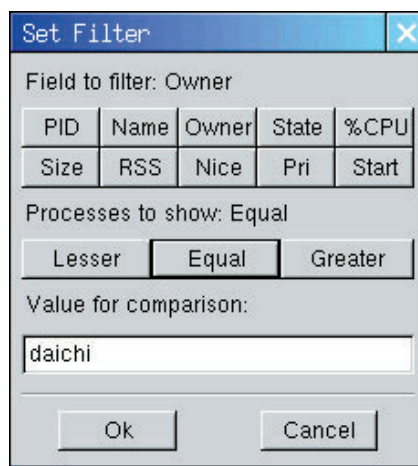 Set Filter
Field to filter: Owner
PID Name Owner State %CPU
Size RSS Nice Pri Start
Processes to show: Equal
Lesser Equal Greater
Value for comparison:
daichi
Ok Cancel